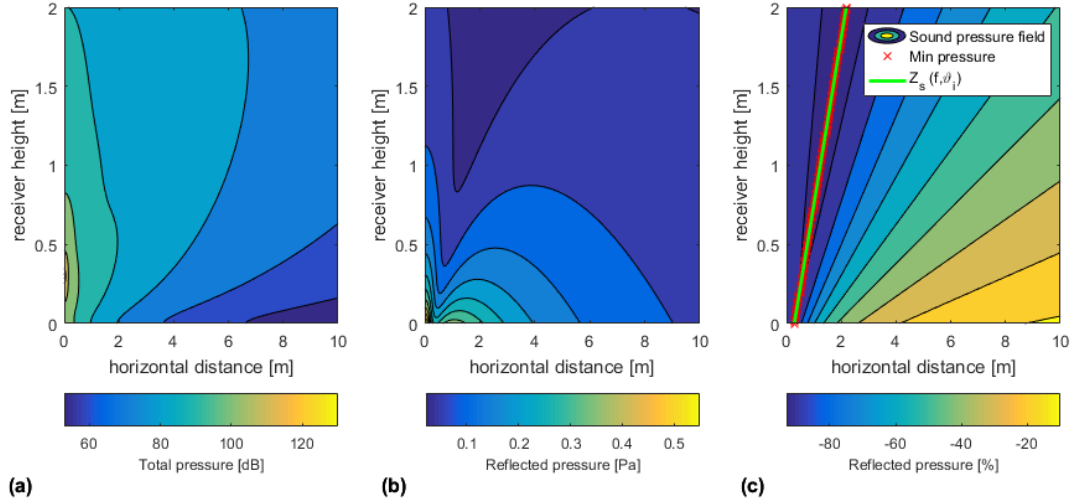 2
1.5
1
0.5
0
receiver height [m]
0 2 4 6 8 10
horizontal distance [m]
60 80 100 120
Total pressure [dB]
(a)
2
1.5
1
0.5
0
receiver height [m]
0 2 4 6 8 10
horizontal distance [m]
0.1 0.2 0.3 0.4 0.5
Reflected pressure [Pa]
(b)
Sound pressure field
Min pressure
Z_s (f,ϑ_i)
2
1.5
1
0.5
0
receiver height [m]
0 2 4 6 8 10
horizontal distance [m]
-80 -60 -40 -20
Reflected pressure [%]
(c)